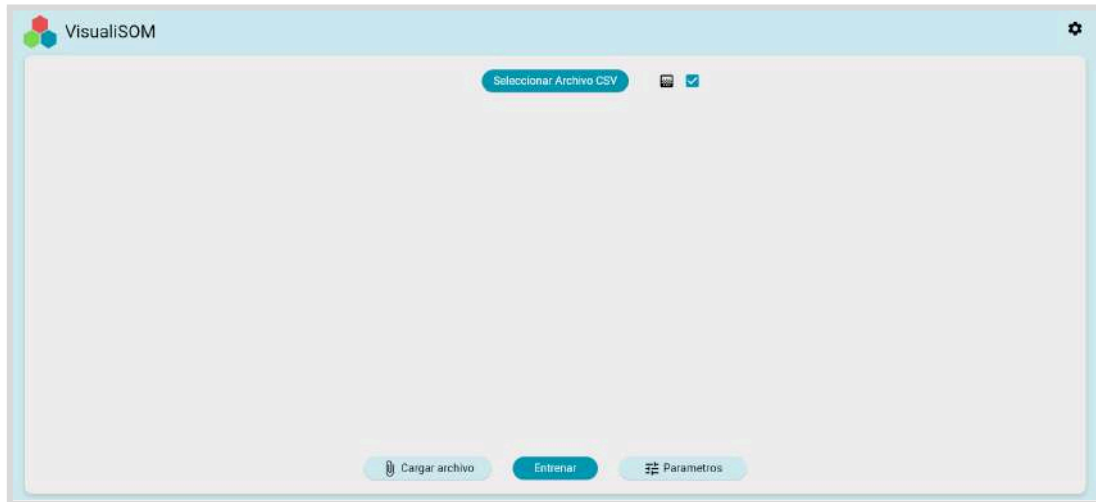 VisualiSOM
Seleccionar Archivo CSV
Cargar archivo
Entrenar
Parametros